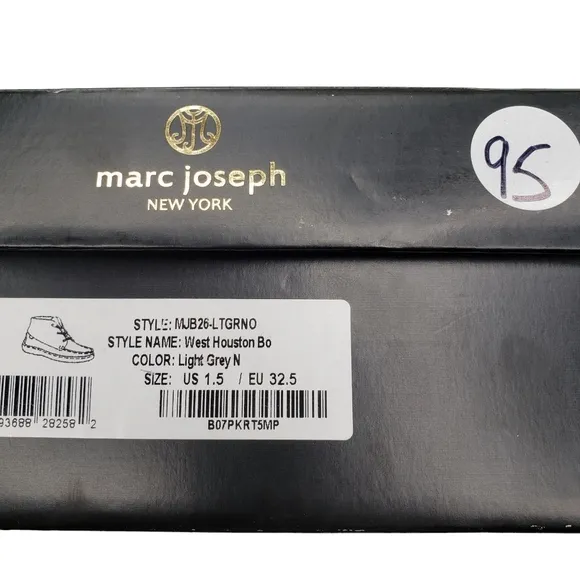 marc joseph
NEW YORK
95
STYLE: MJB26-LTGRNO
STYLE NAME: West Houston Bo
COLOR: Light Grey N
SIZE: US 1.5 / EU 32.5
93688 28258 2
B07PKRT5MP